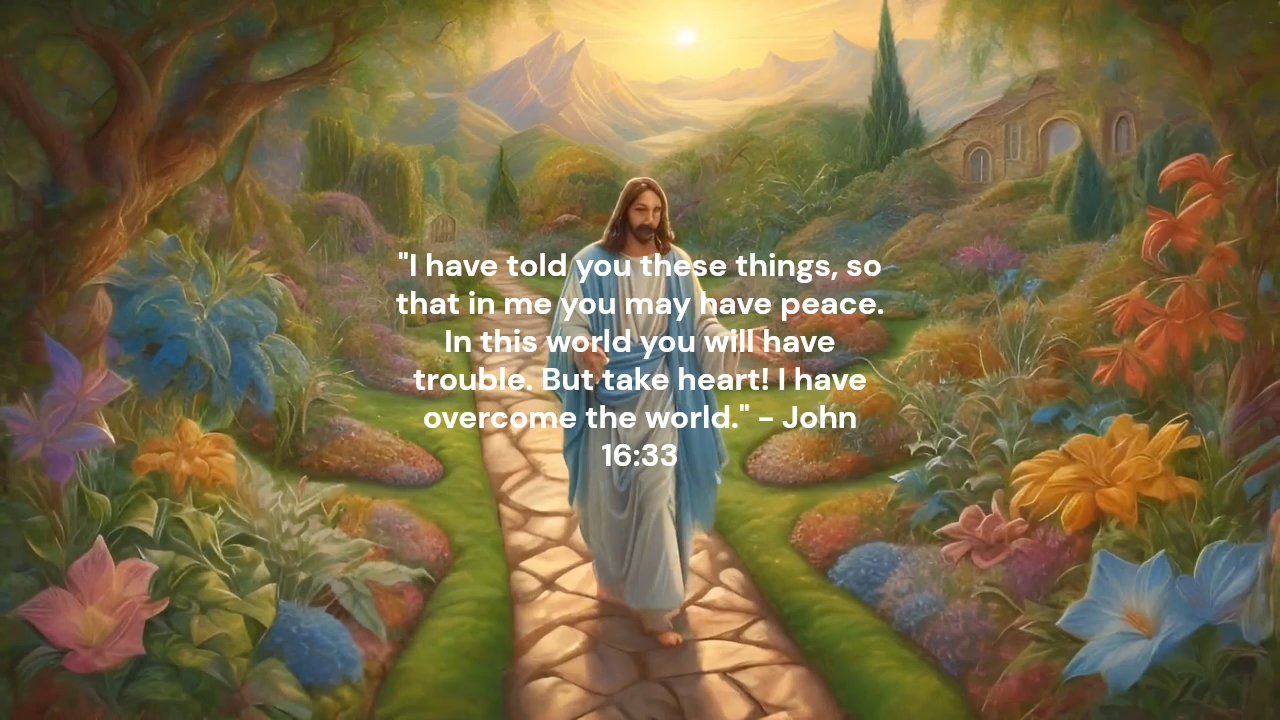 "I have told you these things, so
that in me you may have peace.
In this world you will have
trouble. But take heart! I have
overcome the world." - John
16:33